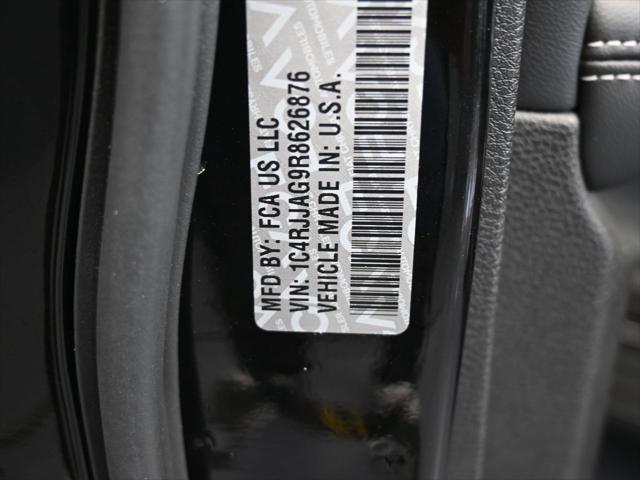 MFD BY: FCA US LLC
VIN: 1C4RJJAG9R8626876
VEHICLE MADE IN: U.S.A.